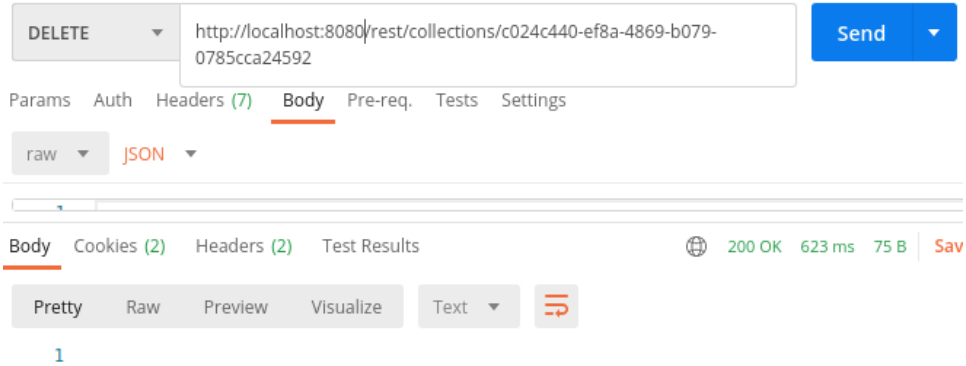 DELETE http://localhost:8080/rest/collections/c024c440-ef8a-4869-b079-
0785cca24592 Send
Params Auth Headers (7) Body Pre-req. Tests Settings
raw JSON
1
Body Cookies (2) Headers (2) Test Results 200 OK 623 ms 75 B Sav
Pretty Raw Preview Visualize Text
1